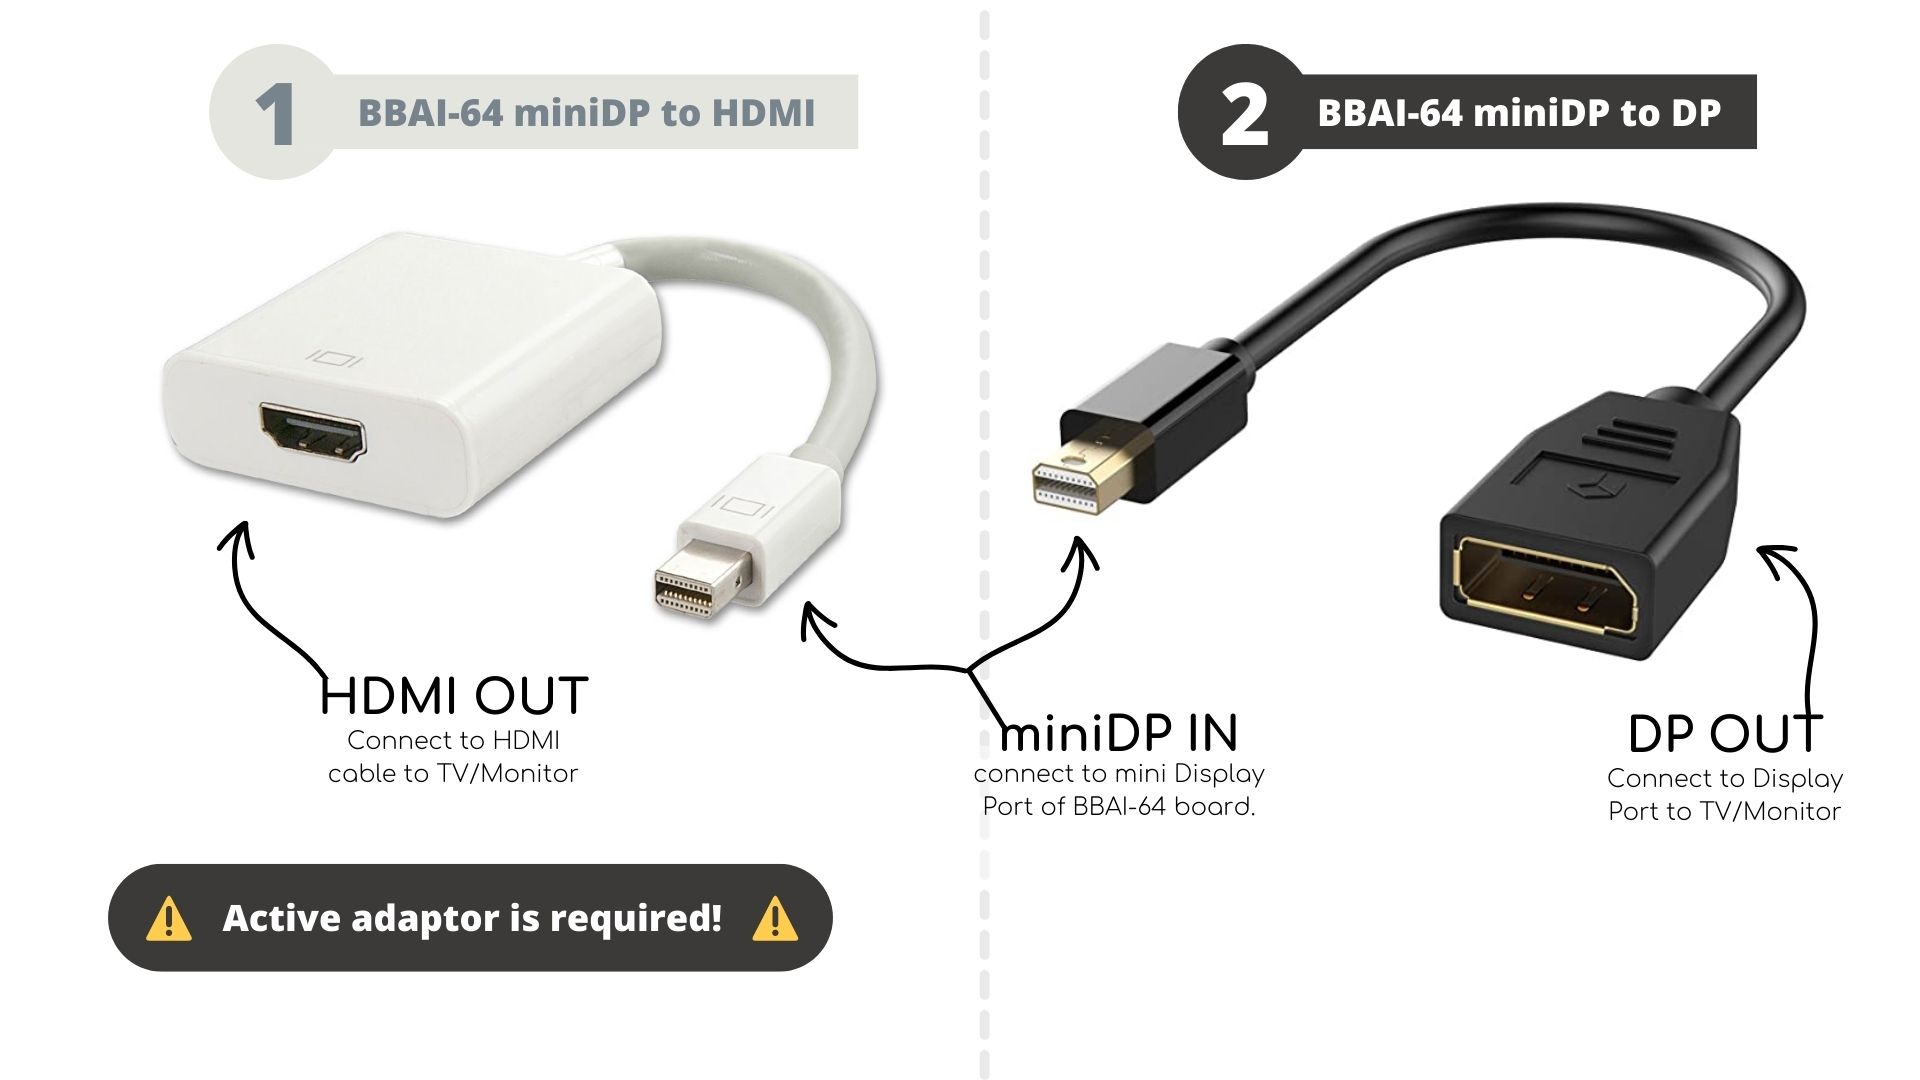 1
BBAI-64 miniDP to HDMI
2
BBAI-64 miniDP to DP
HDMI OUT
Connect to HDMI
cable to TV/Monitor
miniDP IN
connect to mini Display
Port of BBAI-64 board.
DP OUT
Connect to Display
Port to TV/Monitor
Active adaptor is required!